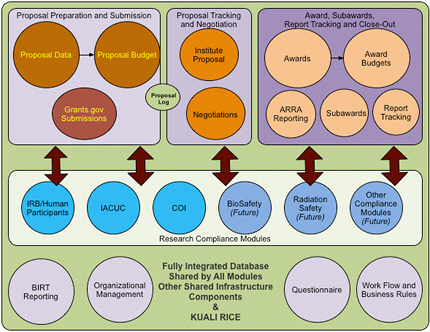 Proposal Preparation and Submission
Proposal Data
Proposal Budget
Grants.gov
Submissions
Proposal
Log
Proposal Tracking
and Negotiation
Institute
Proposal
Negotiations
Award, Subawards,
Report Tracking and Close-Out
Awards
Award
Budgets
ARRA
Reporting
Subawards
Report
Tracking
IRB/Human
Participants
IACUC
COI
BioSafety
(Future)
Radiation
Safety
(Future)
Other
Compliance
Modules
(Future)
Research Compliance Modules
BIRT
Reporting
Organizational
Management
Fully Integrated Database
Shared by All Modules
Other Shared Infrastructure
Components
&
KUALI RICE
Questionnaire
Work Flow and
Business Rules